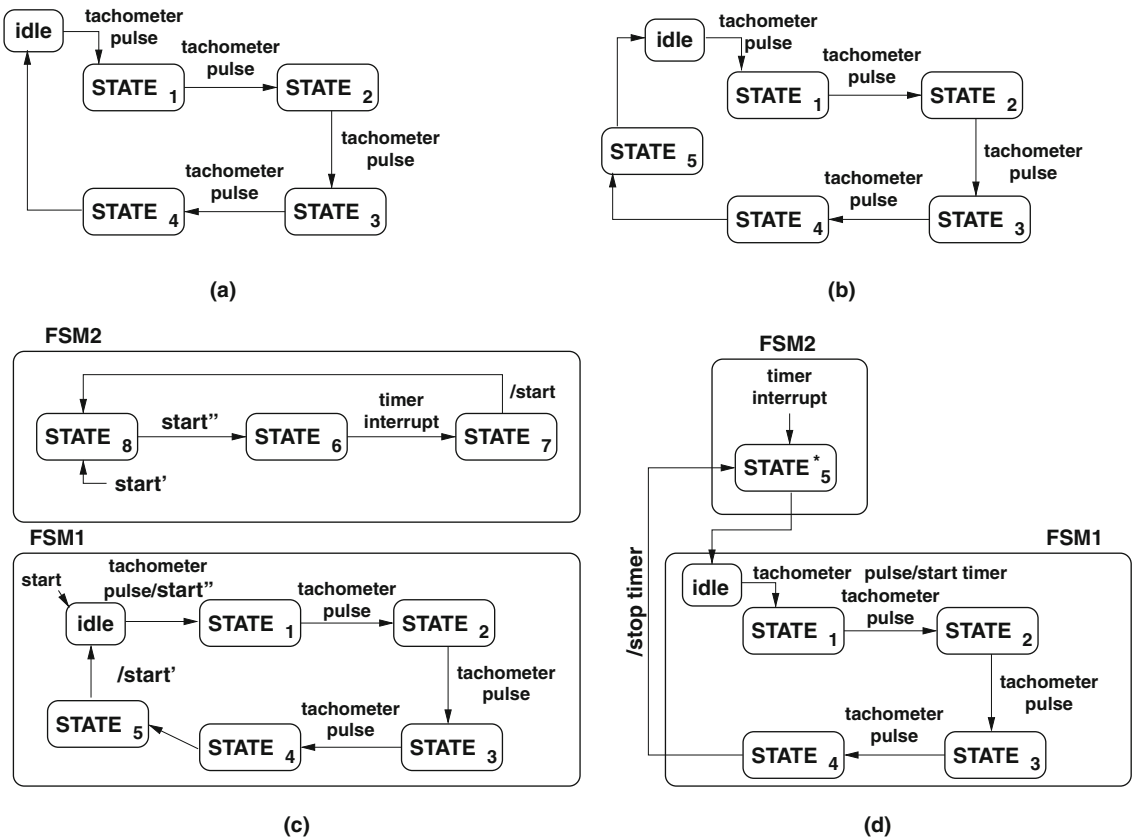 idle
tachometer
pulse
STATE 1
tachometer
pulse
STATE 2
tachometer
pulse
STATE 4
tachometer
pulse
STATE 3
(a)
idle
tachometer
pulse
STATE 1
tachometer
pulse
STATE 2
STATE 5
tachometer
pulse
STATE 4
tachometer
pulse
STATE 3
(b)
FSM2
/start
STATE 8
start''
STATE 6
timer
interrupt
STATE 7
start'
FSM1
start
idle
tachometer
pulse/start''
STATE 1
tachometer
pulse
STATE 2
/start'
tachometer
pulse
STATE 5
STATE 4
tachometer
pulse
STATE 3
(c)
FSM2
timer
interrupt
STATE * 5
/stop timer
FSM1
idle
tachometer pulse/start timer
STATE 1
tachometer
pulse
STATE 2
tachometer
pulse
STATE 4
tachometer
pulse
STATE 3
(d)